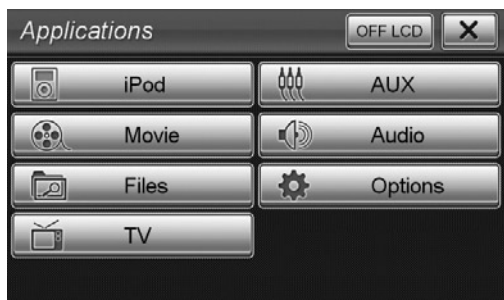 Applications
OFF LCD
iPod
AUX
Movie
Audio
Files
Options
TV